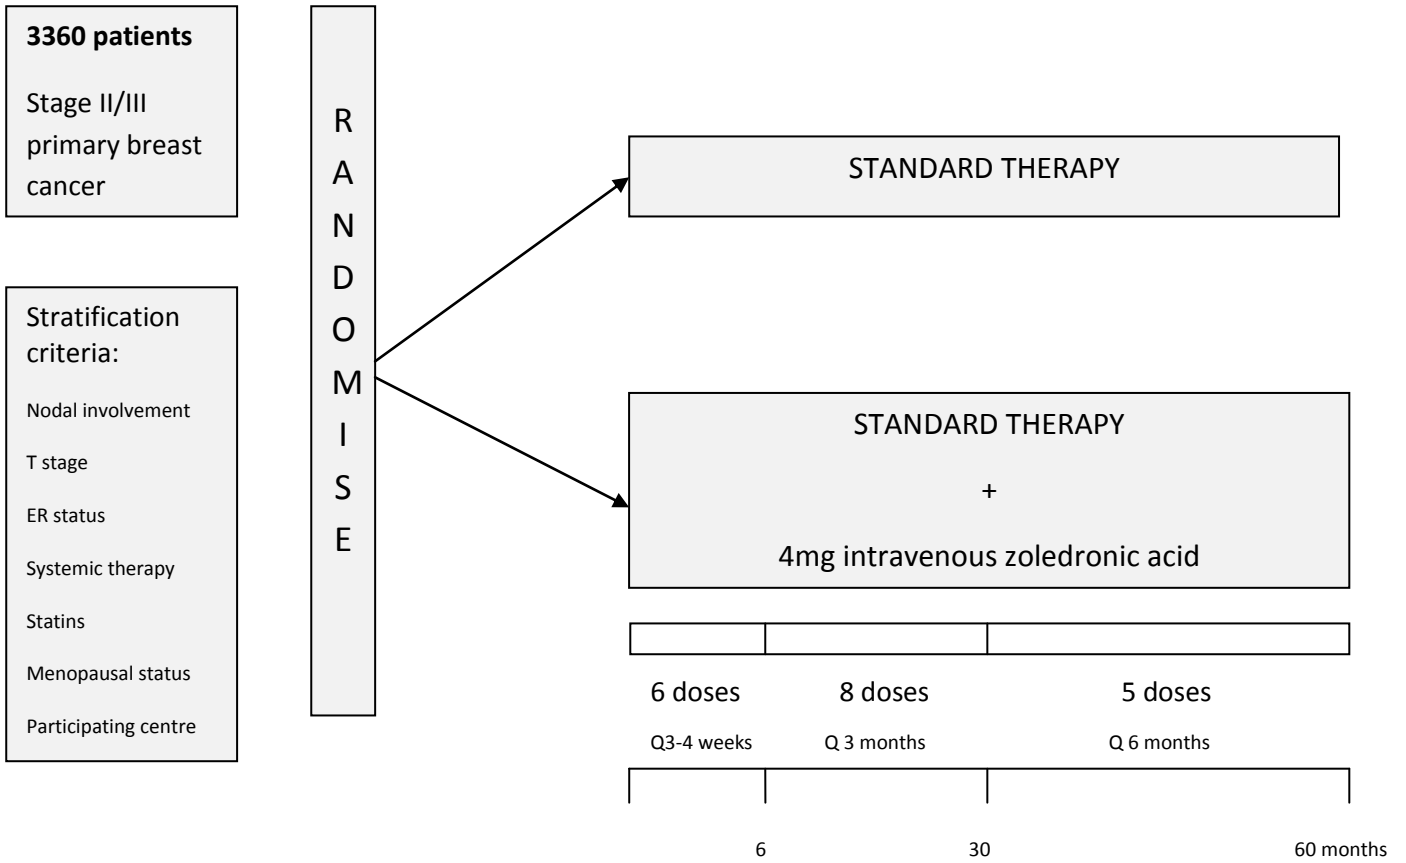 3360 patients
Stage II/III
primary breast
cancer
Stratification
criteria:
Nodal involvement
T stage
ER status
Systemic therapy
Statins
Menopausal status
Participating centre
R
A
N
D
O
M
I
S
E
STANDARD THERAPY
STANDARD THERAPY
+
4mg intravenous zoledronic acid
6 doses 8 doses 5 doses
Q3-4 weeks Q 3 months Q 6 months
6 30 60 months